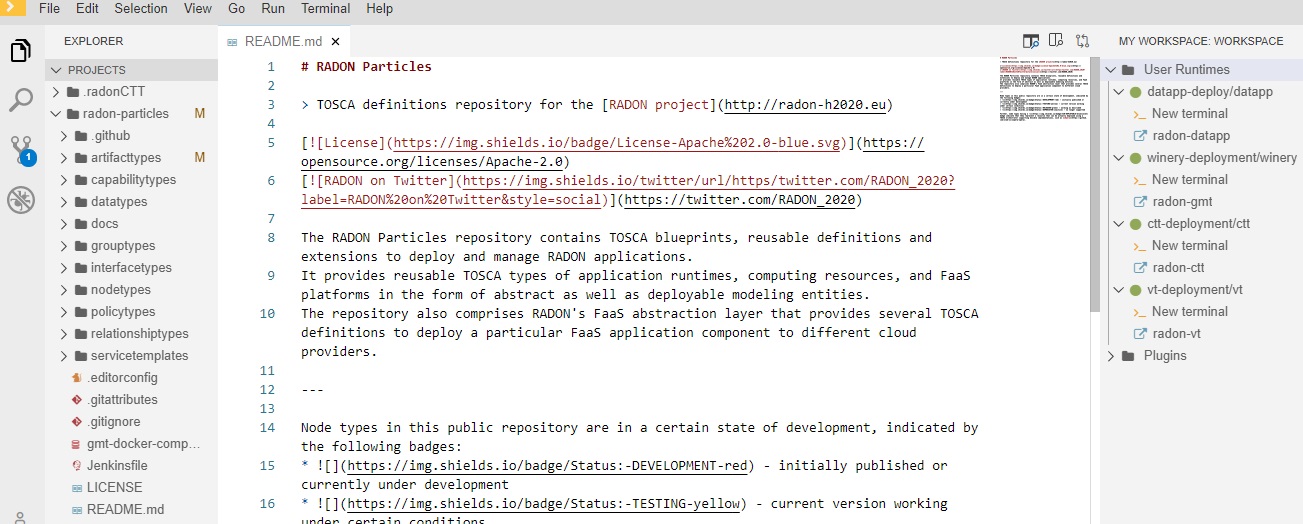 File Edit Selection View Go Run Terminal Help
EXPLORER
PROJECTS
.radonCTT
radon-particles M
.github
artifacttypes M
capabilitytypes
datatypes
docs
grouptypes
interfacetypes
nodetypes
policytypes
relationshiptypes
servicetemplates
.editorconfig
.gitattributes
.gitignore
gmt-docker-comp...
Jenkinsfile
LICENSE
README.md
1
README.md ×
1 # RADON Particles
2
3 > TOSCA definitions repository for the [RADON project](http://radon-h2020.eu)
4
5 [![License](https://img.shields.io/badge/License-Apache%202.0-blue.svg)](https://
opensource.org/licenses/Apache-2.0)
6 [![RADON on Twitter](https://img.shields.io/twitter/url/https/twitter.com/RADON_2020?
label=RADON%20on%20Twitter&style=social)](https://twitter.com/RADON_2020)
7
8 The RADON Particles repository contains TOSCA blueprints, reusable definitions and
extensions to deploy and manage RADON applications.
9 It provides reusable TOSCA types of application runtimes, computing resources, and FaaS
platforms in the form of abstract as well as deployable modeling entities.
10 The repository also comprises RADON's FaaS abstraction layer that provides several TOSCA
definitions to deploy a particular FaaS application component to different cloud
providers.
11
12 ---
13
14 Node types in this public repository are in a certain state of development, indicated by
the following badges:
15 * ![](https://img.shields.io/badge/Status:-DEVELOPMENT-red) - initially published or
currently under development
16 * ![](https://img.shields.io/badge/Status:-TESTING-yellow) - current version working
under certain conditions
MY WORKSPACE: WORKSPACE
User Runtimes
datapp-deploy/datapp
New terminal
radon-datapp
winery-deployment/winery
New terminal
radon-gmt
ctt-deployment/ctt
New terminal
radon-ctt
vt-deployment/vt
New terminal
radon-vt
Plugins